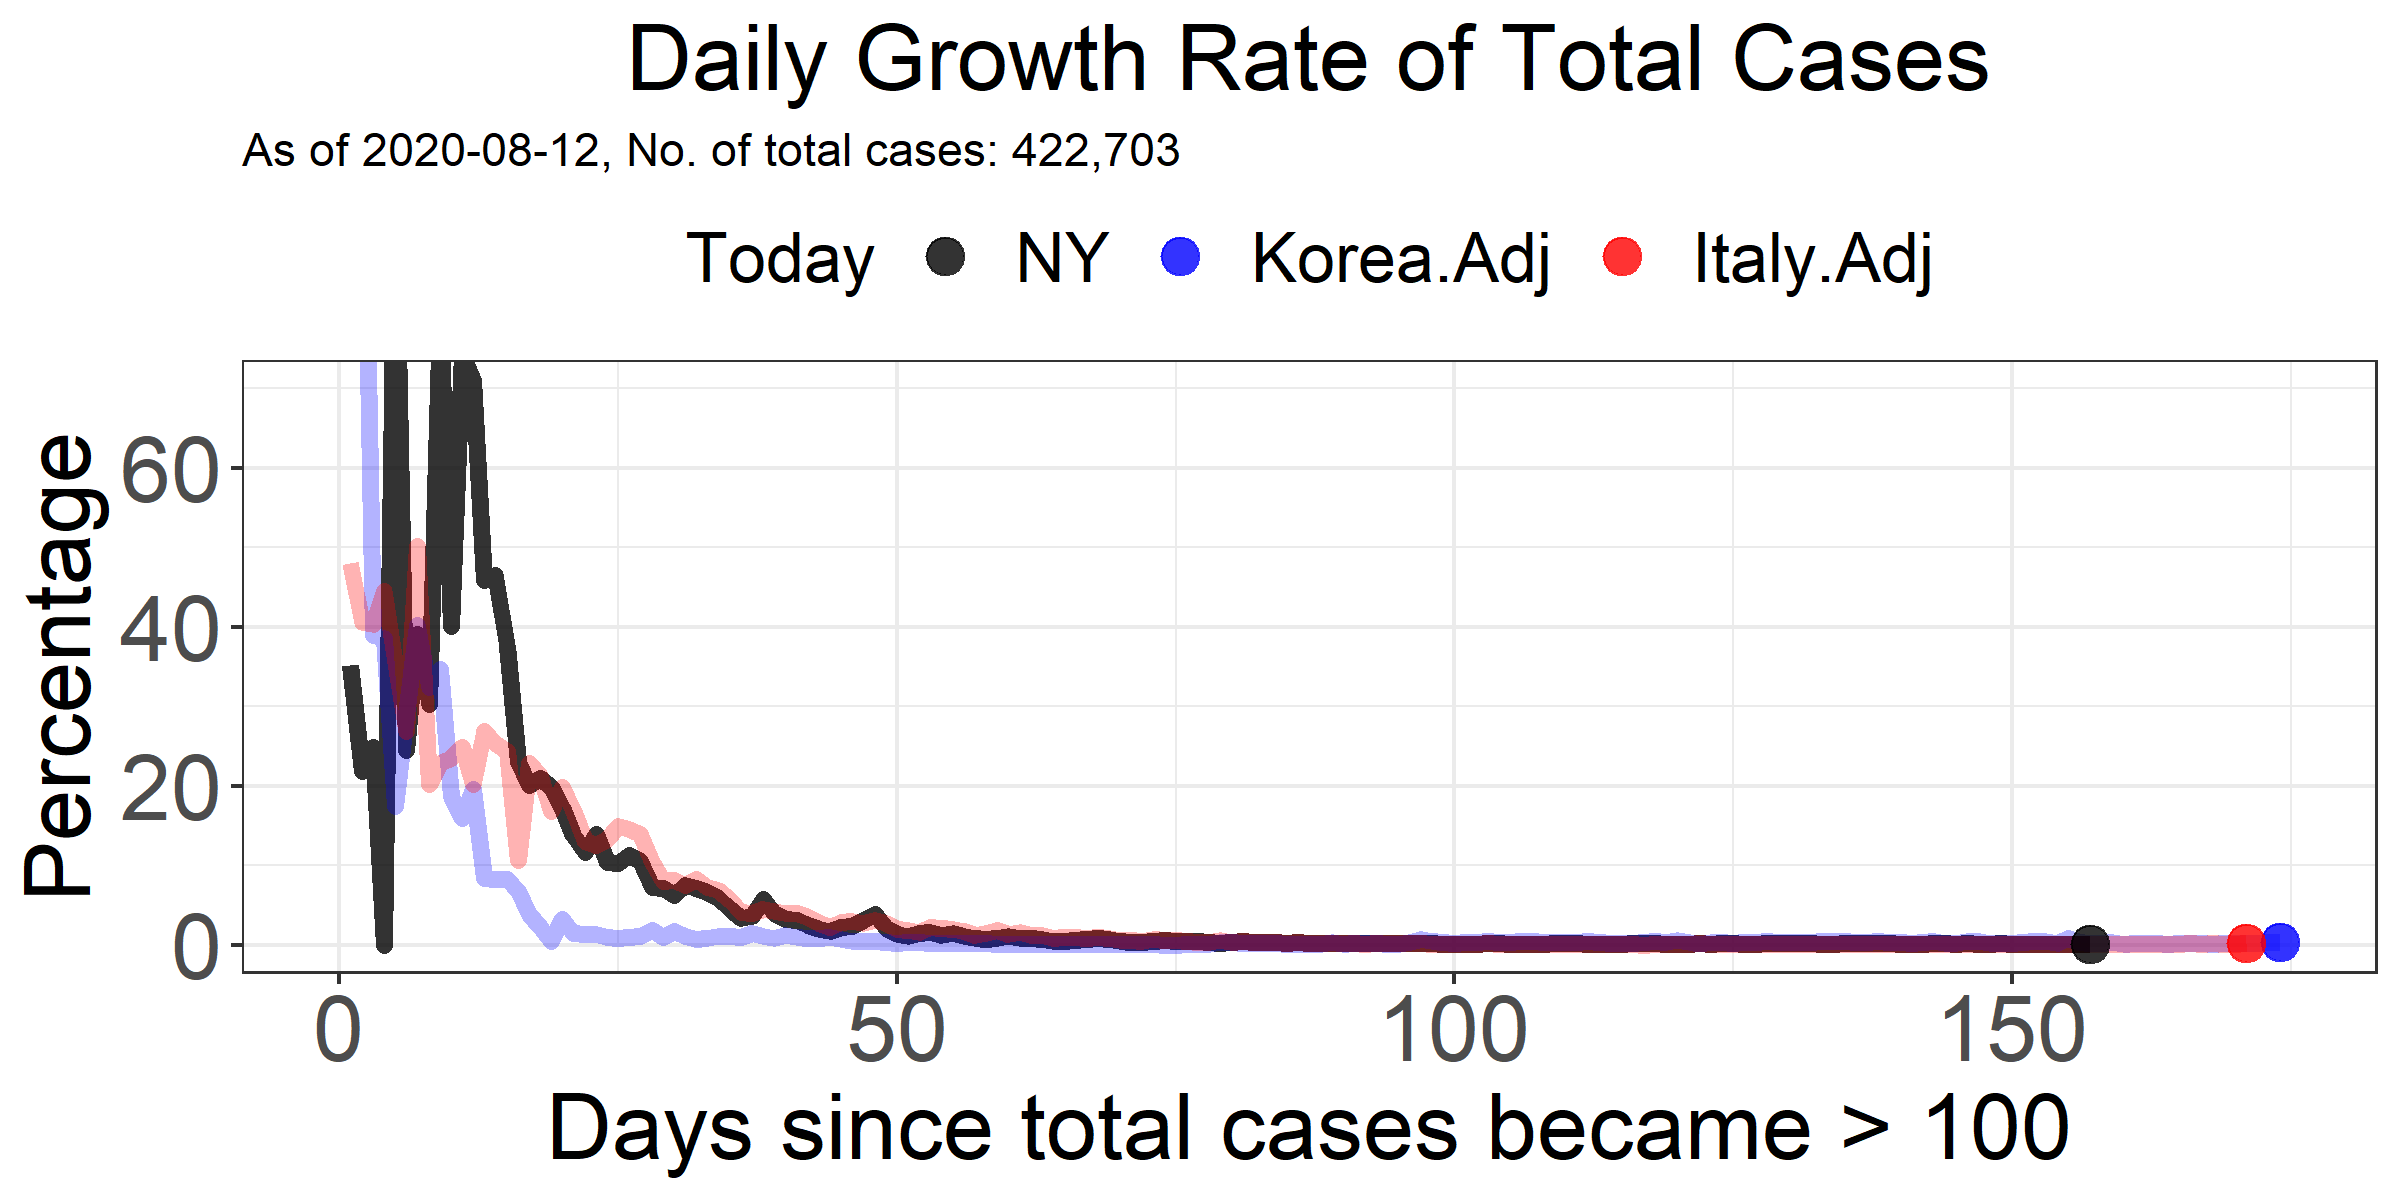 Daily Growth Rate of Total Cases
As of 2020-08-12, No. of total cases: 422,703
Today NY Korea.Adj Italy.Adj
Percentage
60
40
20
0
0 50 100 150
Days since total cases became > 100